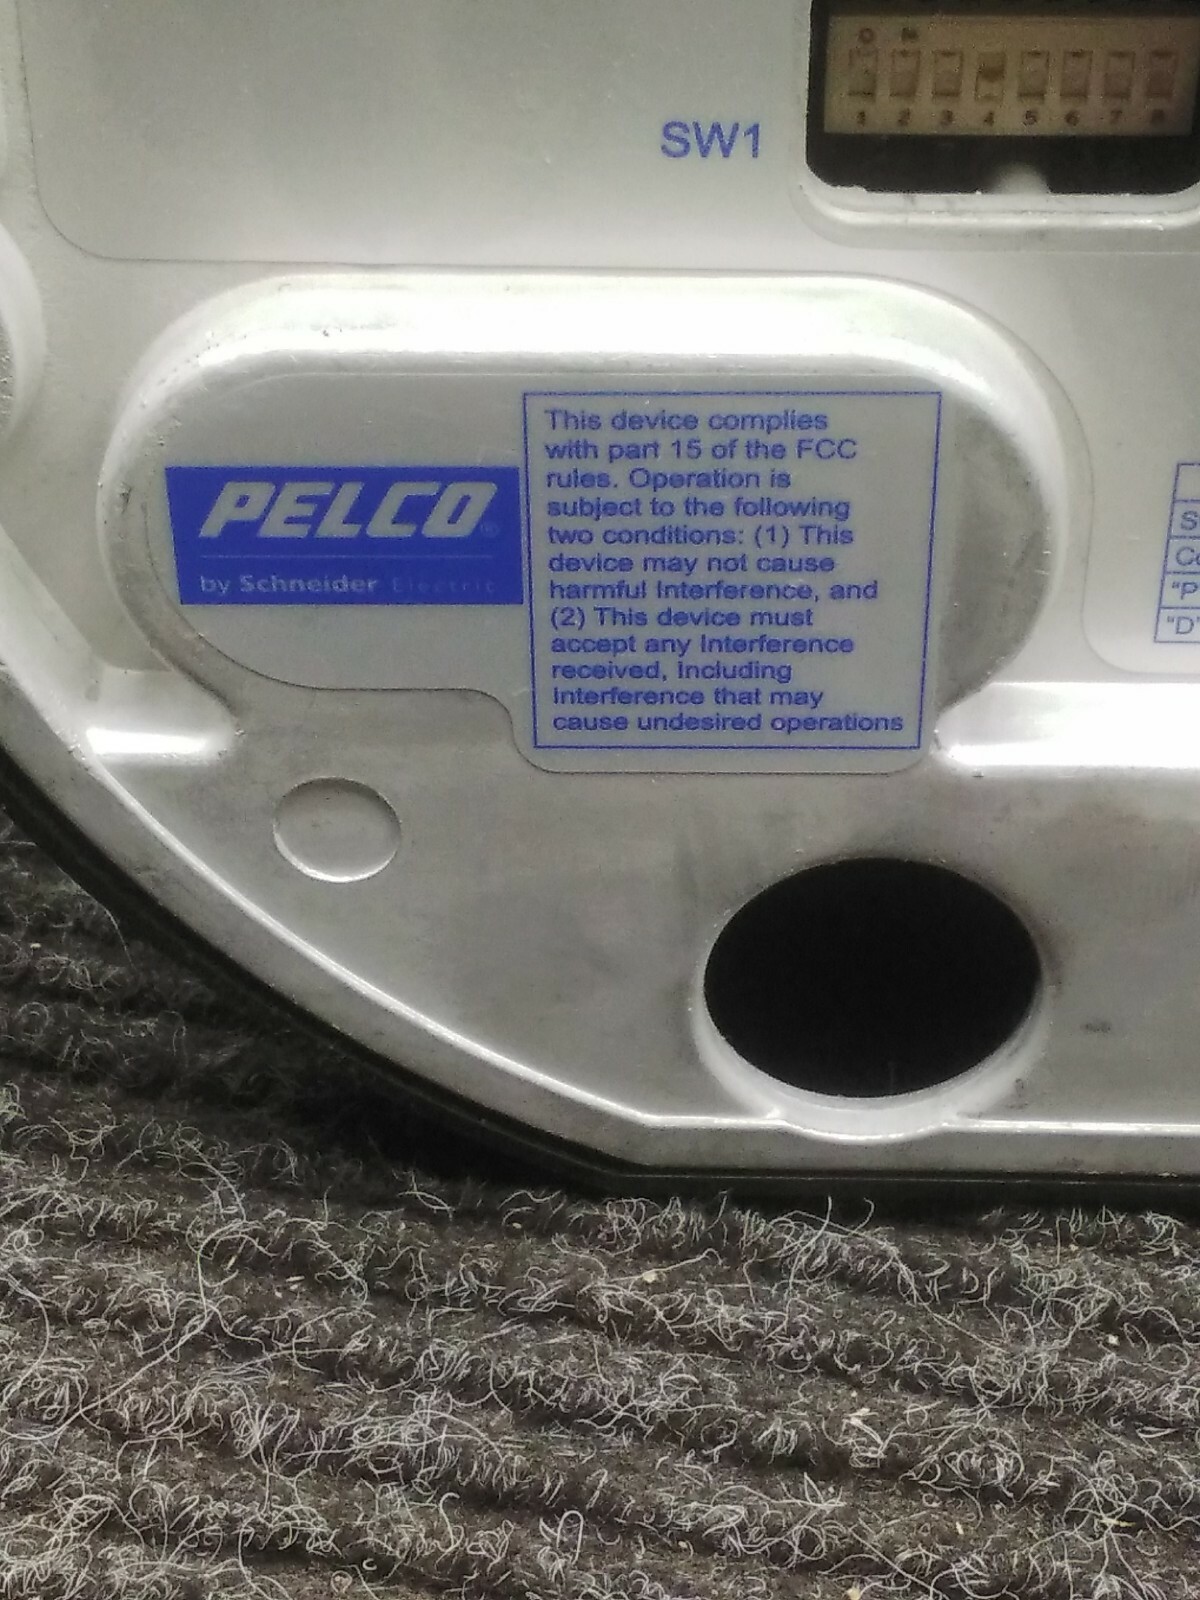 SW1
1 2 3 4 5 6 7 8
PELCO®
by Schneider Electric
This device complies
with part 15 of the FCC
rules. Operation is
subject to the following
two conditions: (1) This
device may not cause
harmful Interference, and
(2) This device must
accept any Interference
received, Including
Interference that may
cause undesired operations
S
"P
"D"